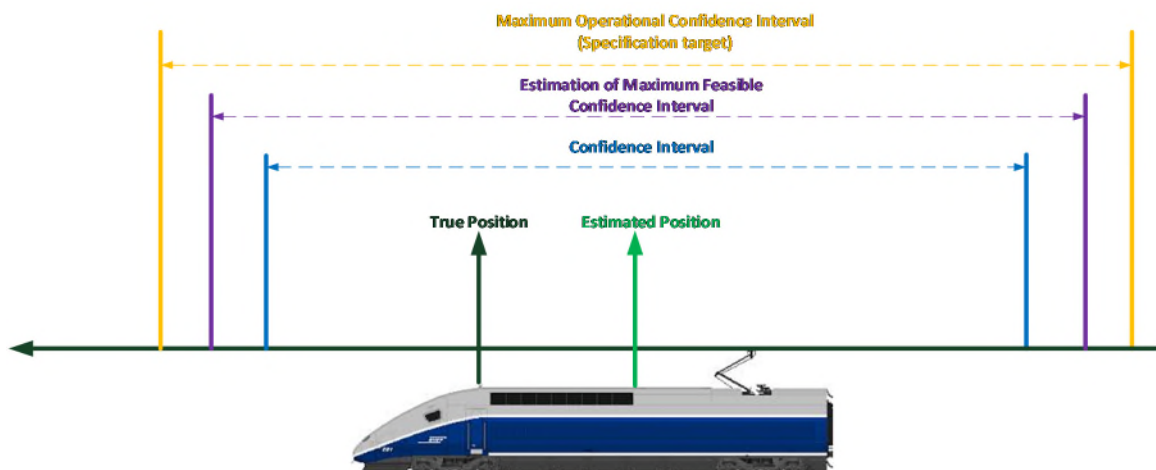 Maximum Operational Confidence Interval
(Specification target)
Estimation of Maximum Feasible
Confidence Interval
Confidence Interval
True Position
Estimated Position